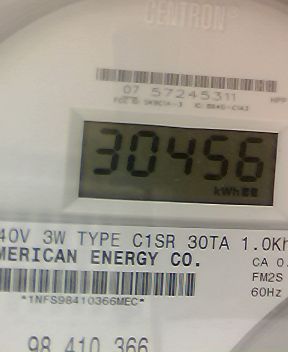 CENTRON®
07 57245311
30456
kWh
40V 3W TYPE C1SR 30TA 1.0Kh
MERICAN ENERGY CO.
CA 0.
FM2S
60Hz
*1NFS98410366MEC*
98 410 366